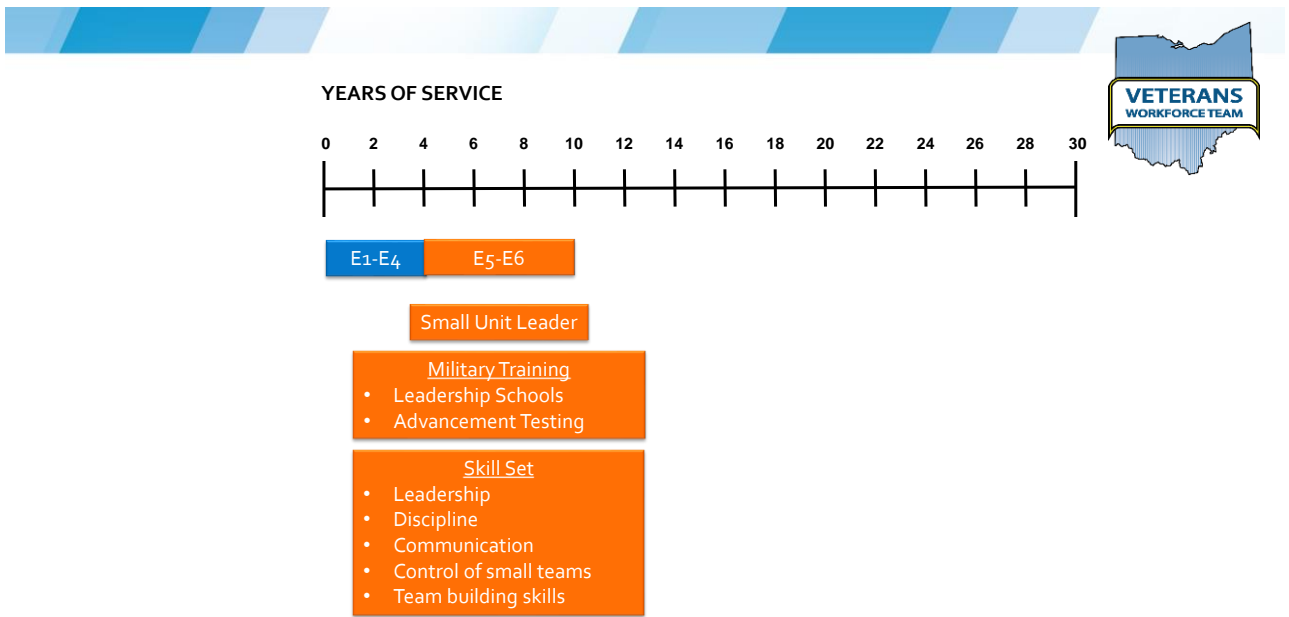 YEARS OF SERVICE
VETERANS
WORKFORCE TEAM
0 2 4 6 8 10 12 14 16 18 20 22 24 26 28 30
E1-E4 E5-E6
Small Unit Leader
Military Training
• Leadership Schools
• Advancement Testing
Skill Set
• Leadership
• Discipline
• Communication
• Control of small teams
• Team building skills